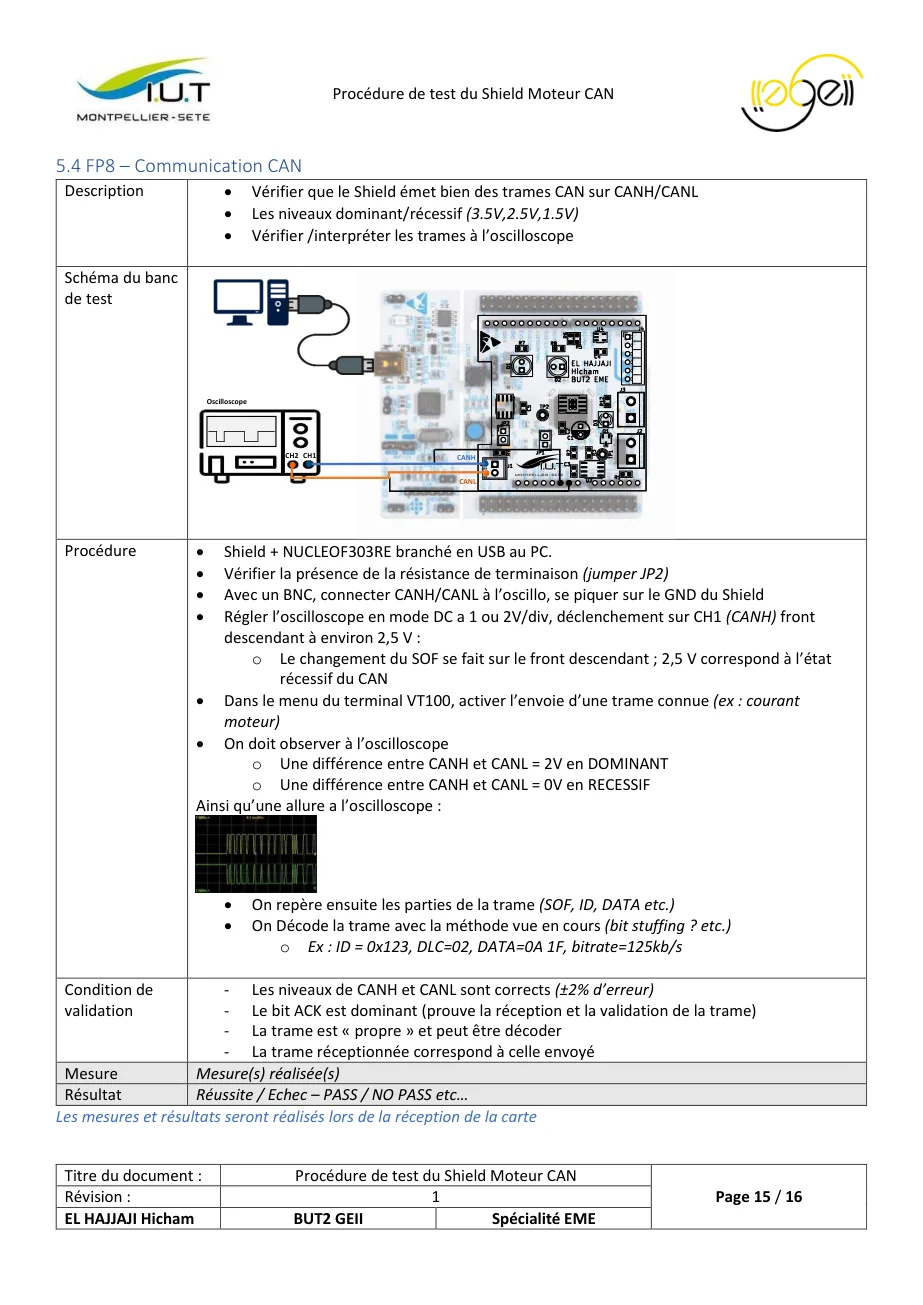 I.U.T
MONTPELLIER - SETE
Procédure de test du Shield Moteur CAN
5.4 FP8 – Communication CAN
Description
• Vérifier que le Shield émet bien des trames CAN sur CANH/CANL
• Les niveaux dominant/récessif (3.5V,2.5V,1.5V)
• Vérifier /interpréter les trames à l’oscilloscope
Schéma du banc
de test
Oscilloscope
CH2 CH1
CANH
CANL
EL HAJJAJI
Hicham
BUT2 EME
TP2
JP1
J1
J2
J3
I.U.T
Procédure
• Shield + NUCLEOF303RE branché en USB au PC.
• Vérifier la présence de la résistance de terminaison (jumper JP2)
• Avec un BNC, connecter CANH/CANL à l’oscillo, se piquer sur le GND du Shield
• Régler l’oscilloscope en mode DC a 1 ou 2V/div, déclenchement sur CH1 (CANH) front
descendant à environ 2,5 V :
o Le changement du SOF se fait sur le front descendant ; 2,5 V correspond à l’état
récessif du CAN
• Dans le menu du terminal VT100, activer l’envoie d’une trame connue (ex : courant
moteur)
• On doit observer à l’oscilloscope
o Une différence entre CANH et CANL = 2V en DOMINANT
o Une différence entre CANH et CANL = 0V en RECESSIF
Ainsi qu’une allure a l’oscilloscope :
• On repère ensuite les parties de la trame (SOF, ID, DATA etc.)
• On Décode la trame avec la méthode vue en cours (bit stuffing ? etc.)
o Ex : ID = 0x123, DLC=02, DATA=0A 1F, bitrate=125kb/s
Condition de
validation
- Les niveaux de CANH et CANL sont corrects (±2% d’erreur)
- Le bit ACK est dominant (prouve la réception et la validation de la trame)
- La trame est « propre » et peut être décoder
- La trame réceptionnée correspond à celle envoyé
Mesure
Mesure(s) réalisée(s)
Résultat
Réussite / Echec – PASS / NO PASS etc…
Les mesures et résultats seront réalisés lors de la réception de la carte
Titre du document :
Procédure de test du Shield Moteur CAN
Révision :
1
Page 15 / 16
EL HAJJAJI Hicham
BUT2 GEII
Spécialité EME